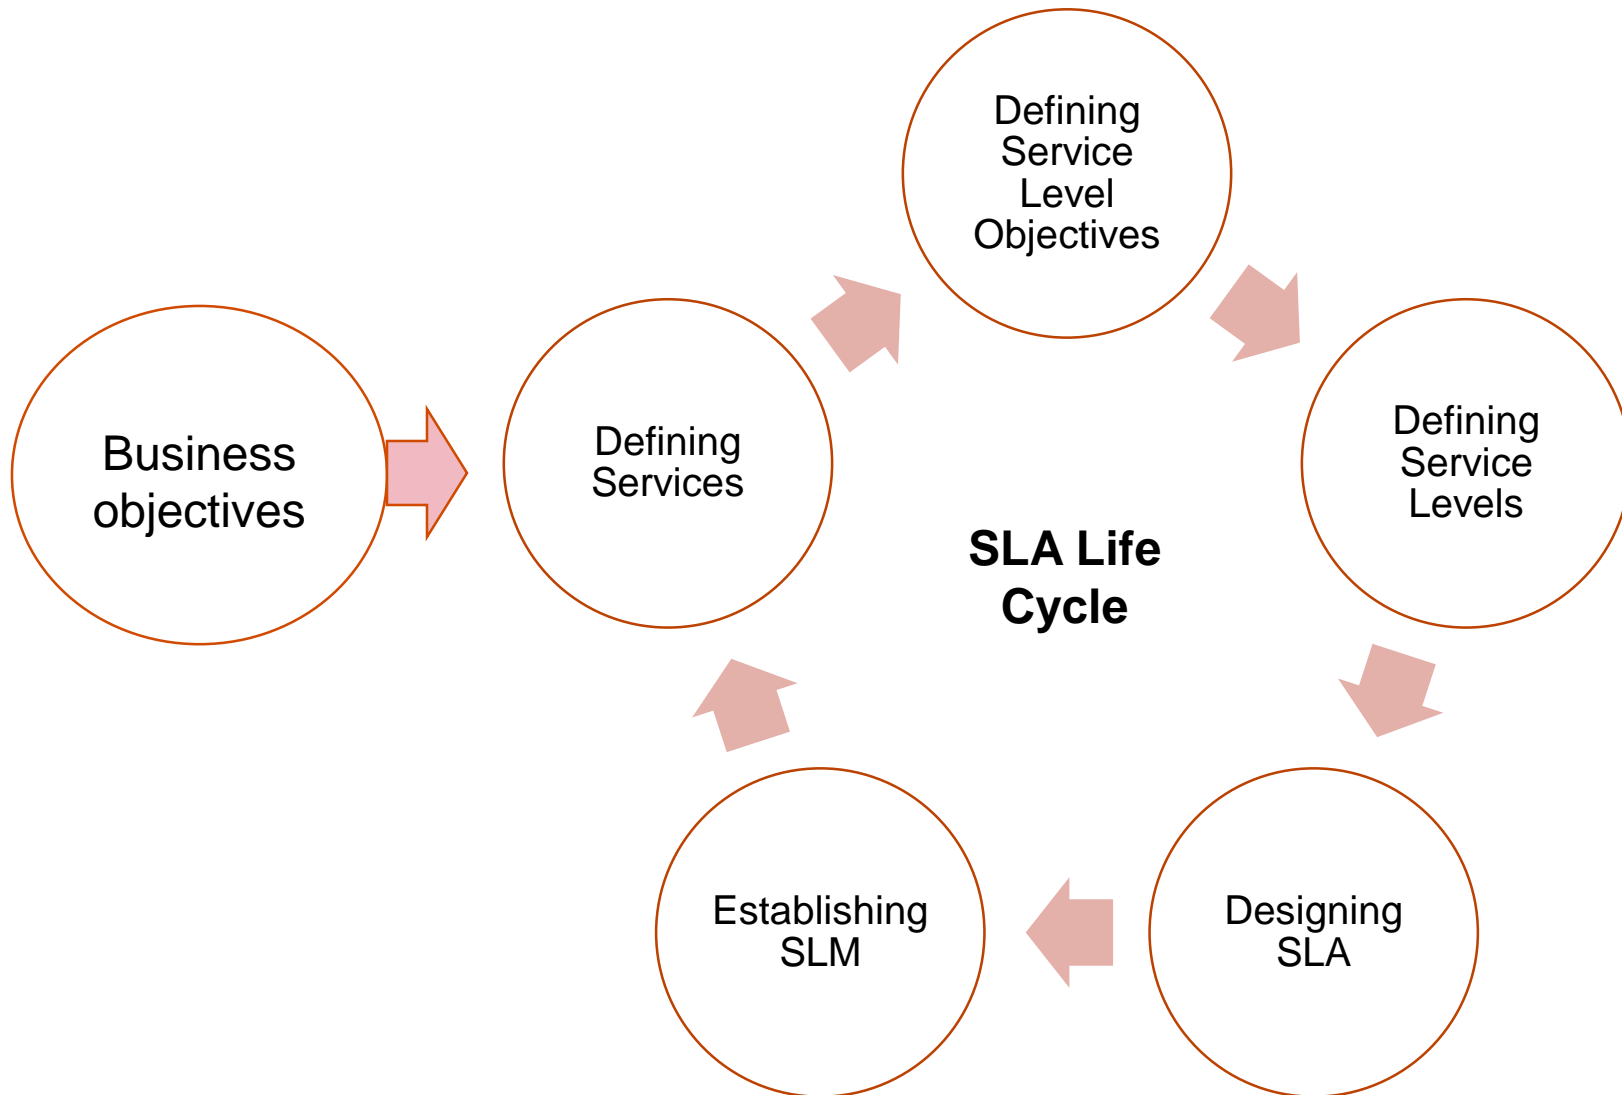 Business
objectives
Defining
Services
Defining
Service
Level
Objectives
Defining
Service
Levels
Designing
SLA
Establishing
SLM
SLA Life
Cycle